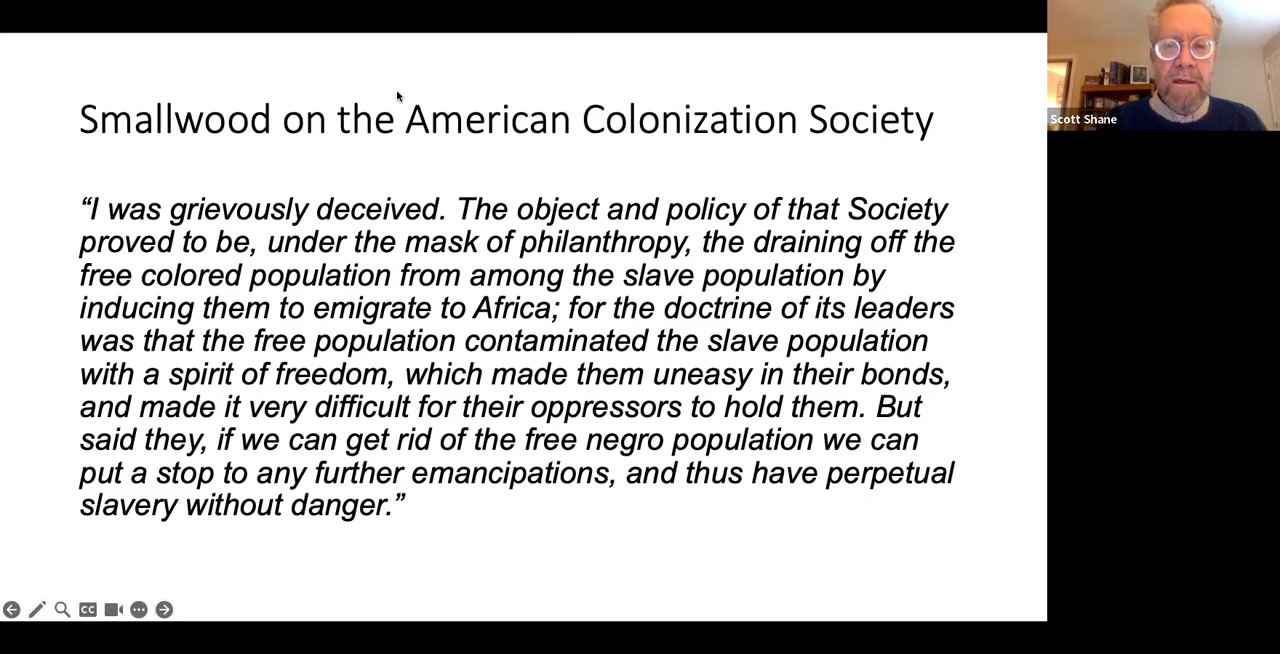 Smallwood on the American Colonization Society
“I was grievously deceived. The object and policy of that Society
proved to be, under the mask of philanthropy, the draining off the
free colored population from among the slave population by
inducing them to emigrate to Africa; for the doctrine of its leaders
was that the free population contaminated the slave population
with a spirit of freedom, which made them uneasy in their bonds,
and made it very difficult for their oppressors to hold them. But
said they, if we can get rid of the free negro population we can
put a stop to any further emancipations, and thus have perpetual
slavery without danger.”
Scott Shane
CC